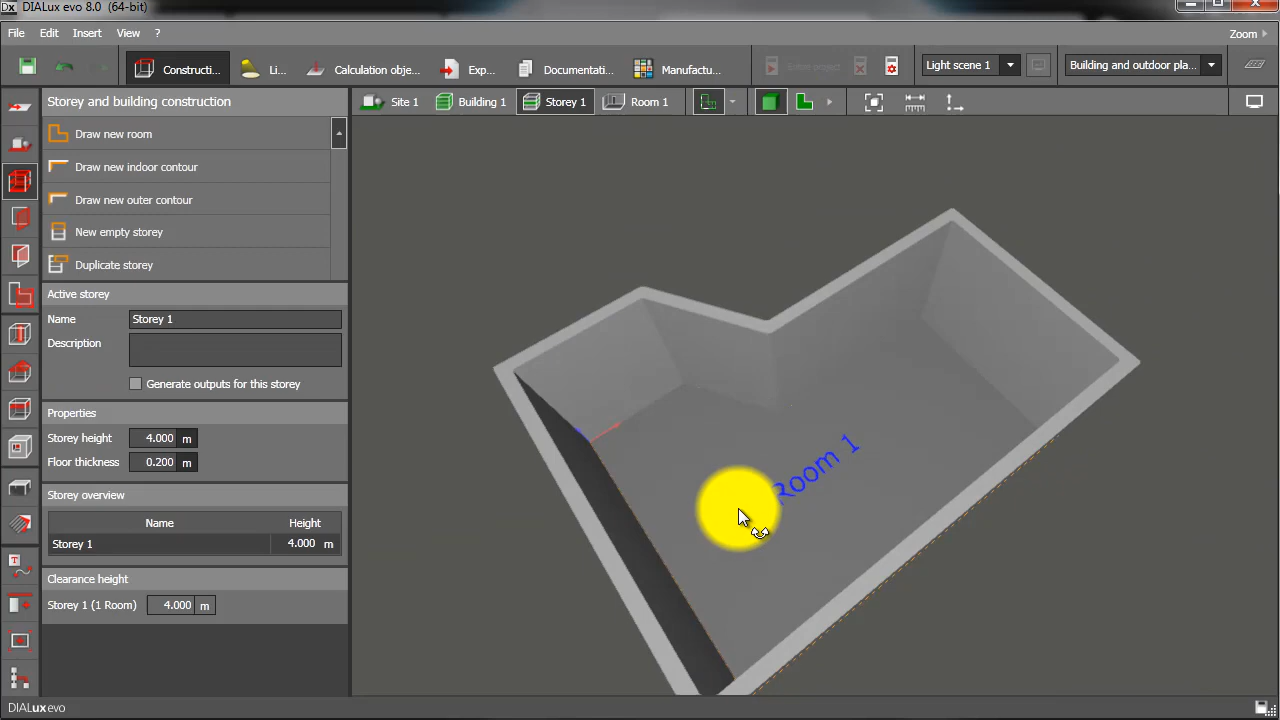 Dx DIALux evo 8.0 (64-bit)
File Edit Insert View ? Zoom
Constructi... Li... Calculation obje... Exp... Documentati... Manufactu... Entire project Light scene 1 Building and outdoor pla...
Storey and building construction Site 1 Building 1 Storey 1 Room 1
Draw new room
Draw new indoor contour
Draw new outer contour
New empty storey
Duplicate storey
Active storey
Name Storey 1
Description
Generate outputs for this storey
Properties
Storey height 4.000 m
Floor thickness 0.200 m
Storey overview
Name Height
Storey 1 4.000 m
Clearance height
Storey 1 (1 Room) 4.000 m
Room 1
DIALux evo